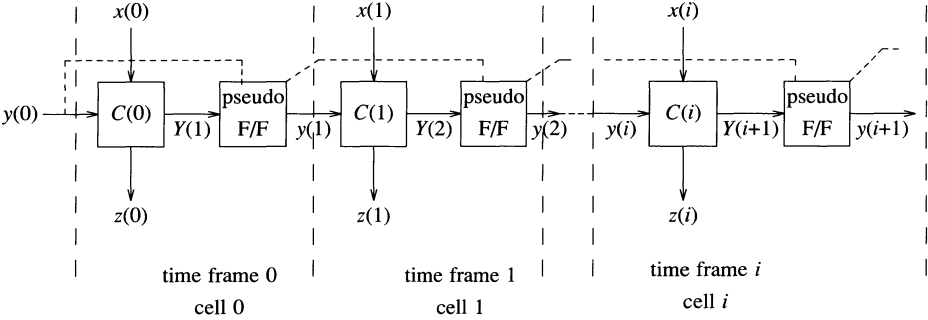 x(0) x(1) x(i)
y(0) C(0) Y(1) pseudo F/F y(1) C(1) Y(2) pseudo F/F y(2) y(i) C(i) Y(i+1) pseudo F/F y(i+1)
z(0) z(1) z(i)
time frame 0 time frame 1 time frame i
cell 0 cell 1 cell i